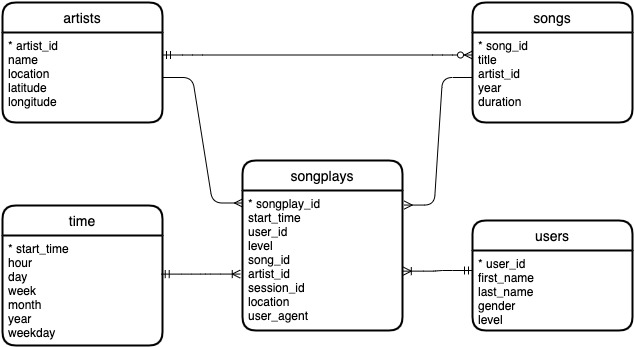 artists
* artist_id
name
location
latitude
longitude
songs
* song_id
title
artist_id
year
duration
songplays
* songplay_id
start_time
user_id
level
song_id
artist_id
session_id
location
user_agent
time
* start_time
hour
day
week
month
year
weekday
users
* user_id
first_name
last_name
gender
level